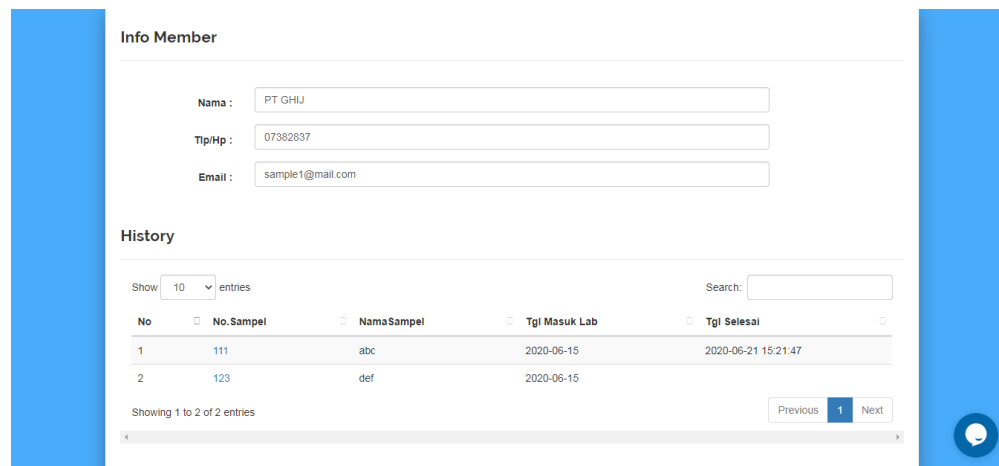 Info Member
Nama : PT GHIJ
Tlp/Hp : 07382837
Email : sample1@mail.com
History
Show 10 entries Search:
No No.Sampel NamaSampel Tgl Masuk Lab Tgl Selesai
1 111 abc 2020-06-15 2020-06-21 15:21:47
2 123 def 2020-06-15
Showing 1 to 2 of 2 entries Previous 1 Next